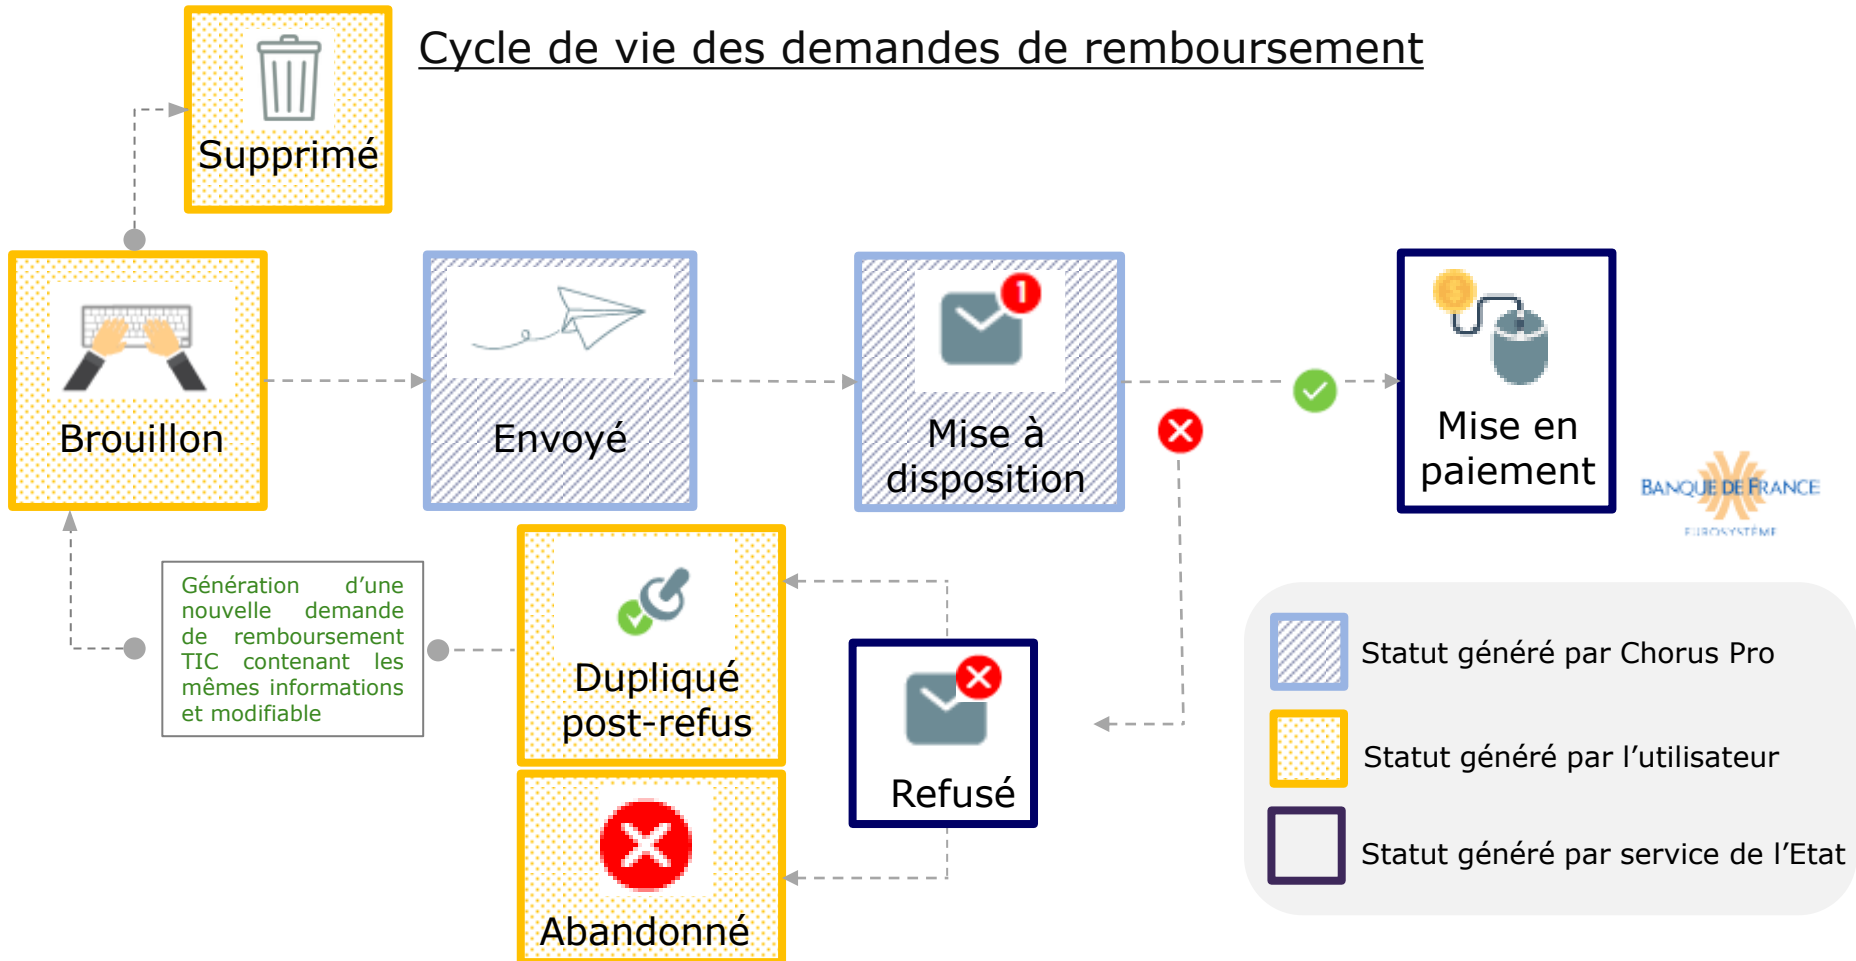 Cycle de vie des demandes de remboursement
Supprimé
Brouillon
Envoyé
1
Mise à
disposition
Mise en
paiement
BANQUE DE FRANCE
EUROSYSTÈME
Génération d’une
nouvelle demande
de remboursement
TIC contenant les
mêmes informations
et modifiable
Dupliqué
post-refus
Refusé
Abandonné
Statut généré par Chorus Pro
Statut généré par l’utilisateur
Statut généré par service de l’Etat